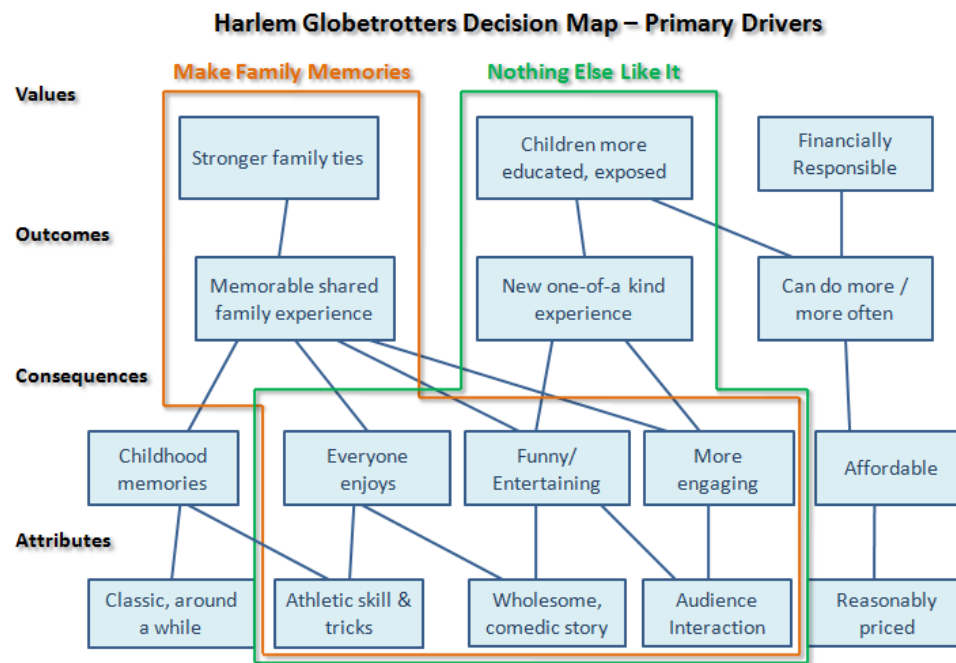 Harlem Globetrotters Decision Map – Primary Drivers
Make Family Memories
Nothing Else Like It
Values
Stronger family ties
Children more
educated, exposed
Financially
Responsible
Outcomes
Memorable shared
family experience
New one-of-a kind
experience
Can do more /
more often
Consequences
Childhood
memories
Everyone
enjoys
Funny/
Entertaining
More
engaging
Affordable
Attributes
Classic, around
a while
Athletic skill &
tricks
Wholesome,
comedic story
Audience
Interaction
Reasonably
priced